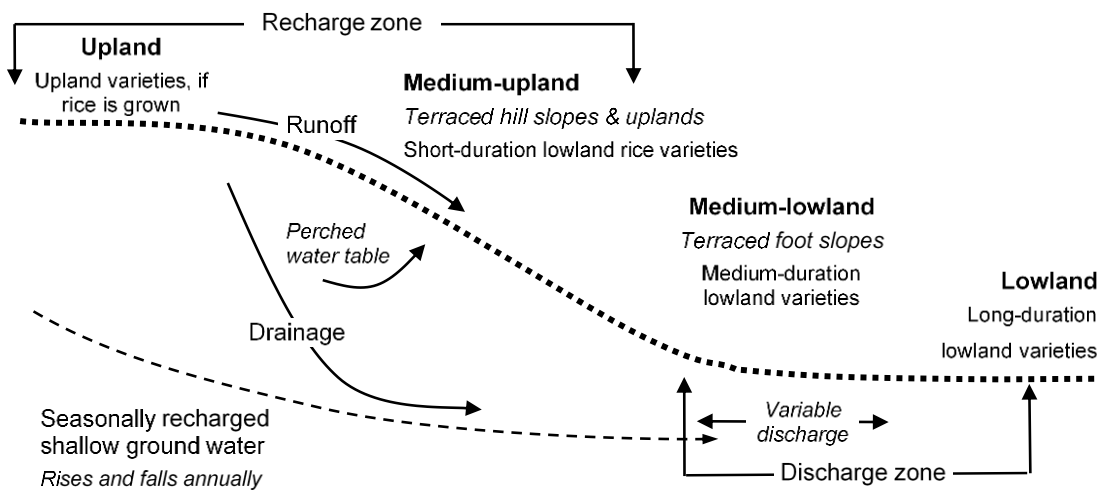 Recharge zone
Upland
Upland varieties, if
rice is grown
Medium-upland
Terraced hill slopes & uplands
Short-duration lowland rice varieties
Runoff
Perched
water table
Drainage
Medium-lowland
Terraced foot slopes
Medium-duration
lowland varieties
Lowland
Long-duration
lowland varieties
Seasonally recharged
shallow ground water
Rises and falls annually
Variable
discharge
Discharge zone